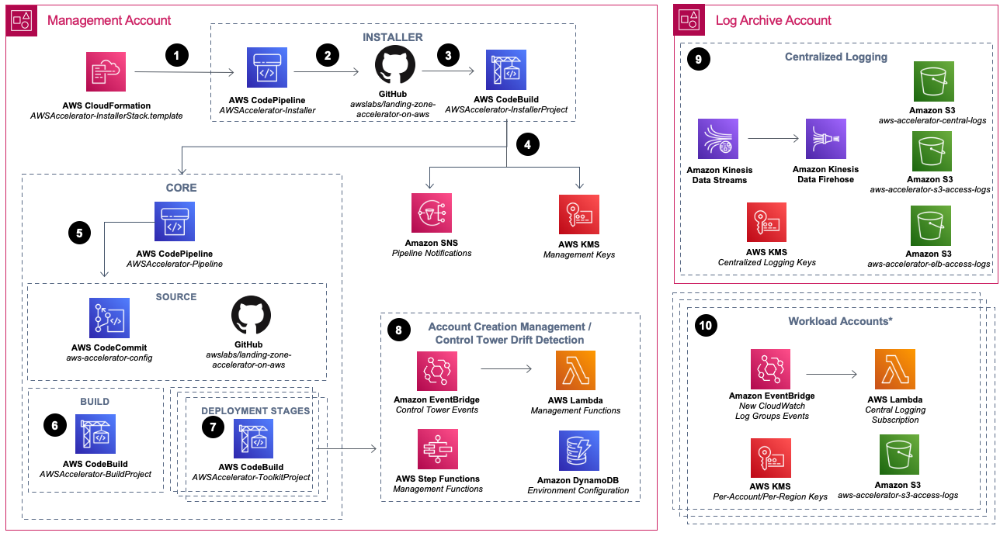 Management Account
1
AWS CloudFormation
AWSAccelerator-InstallerStack.template
INSTALLER
2
3
AWS CodePipeline
AWSAccelerator-Installer
GitHub
awslabs/landing-zone-
accelerator-on-aws
AWS CodeBuild
AWSAccelerator-InstallerProject
4
Amazon SNS
Pipeline Notifications
AWS KMS
Management Keys
CORE
5
AWS CodePipeline
AWSAccelerator-Pipeline
SOURCE
AWS CodeCommit
aws-accelerator-config
GitHub
awslabs/landing-zone-
accelerator-on-aws
BUILD
6
AWS CodeBuild
AWSAccelerator-BuildProject
DEPLOYMENT STAGES
7
AWS CodeBuild
AWSAccelerator-ToolkitProject
8
Account Creation Management /
Control Tower Drift Detection
Amazon EventBridge
Control Tower Events
AWS Lambda
Management Functions
AWS Step Functions
Management Functions
Amazon DynamoDB
Environment Configuration
Log Archive Account
9
Centralized Logging
Amazon Kinesis
Data Streams
Amazon Kinesis
Data Firehose
Amazon S3
aws-accelerator-central-logs
Amazon S3
aws-accelerator-s3-access-logs
AWS KMS
Centralized Logging Keys
Amazon S3
aws-accelerator-elb-access-logs
10
Workload Accounts*
Amazon EventBridge
New CloudWatch
Log Groups Events
AWS Lambda
Central Logging
Subscription
AWS KMS
Per-Account/Per-Region Keys
Amazon S3
aws-accelerator-s3-access-logs